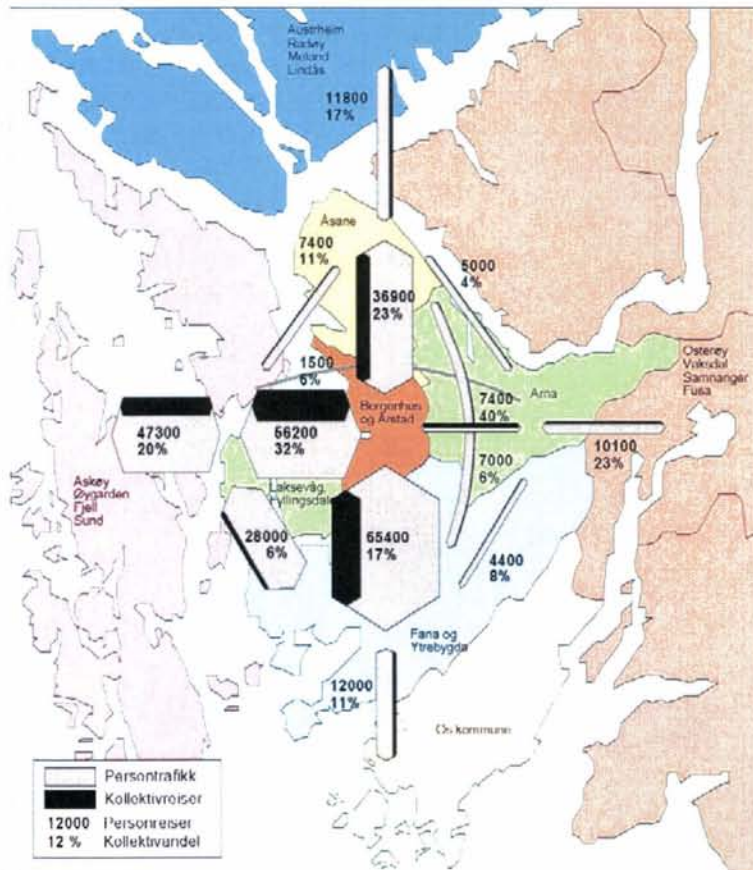 Austrheim
Radøy
Meland
Lindås
11800
17%
Åsane
7400
11%
5000
4%
36900
23%
Osterøy
Vaksdal
Samnanger
Fusa
1500
6%
Bergenhus
og Årstad
7400
40%
Arna
47300
20%
56200
32%
10100
23%
7000
6%
Askøy
Øygarden
Fjell
Sund
Laksevåg,
Fyllingsdalen
28000
6%
65400
17%
4400
8%
Fana og
Ytrebygda
12000
11%
Os kommune
Persontrafikk
Kollektivreiser
12000 Personreiser
12 % Kollektivandel